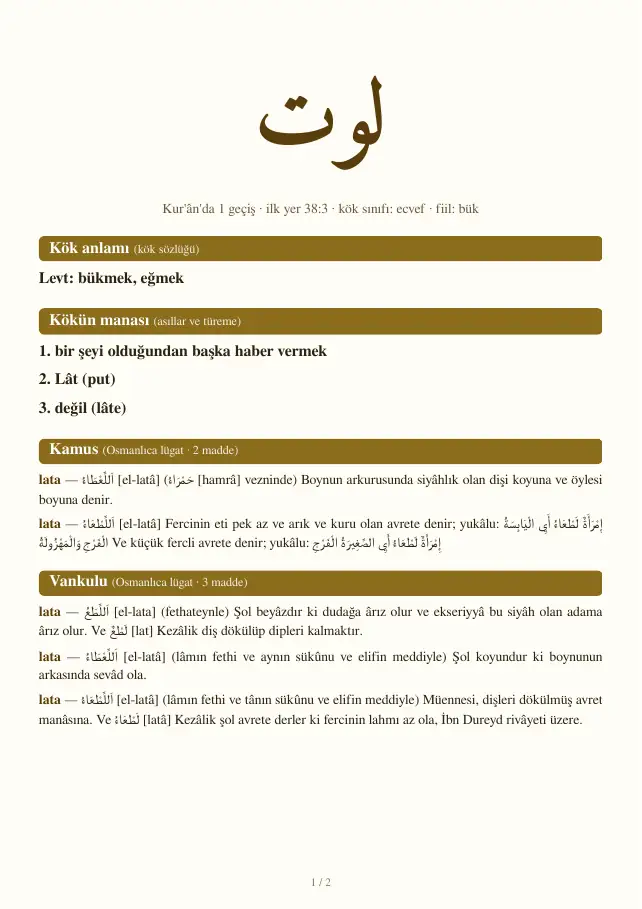 لوت
Kur'ân'da 1 geçiş · ilk yer 38:3 · kök sınıfı: ecvef · fiil: bük
Kök anlamı (kök sözlüğü)
Levt: bükmek, eğmek
Kökün manası (asıllar ve türeme)
1. bir şeyi olduğundan başka haber vermek
2. Lât (put)
3. değil (lâte)
Kamus (Osmanlıca lügat · 2 madde)
lata — اَللَّعْطَاءُ [el-latâ] (حَمْرَاءُ [hamrâ] vezninde) Boynun arkurusunda siyâhlık olan dişi koyuna ve öylesi
boyuna denir.
lata — اَللَّطْعَاءُ [el-latâ] Fercinin eti pek az ve arık ve kuru olan avrete denir; yukâlu: إِمْرَأَةٌ لَطْعَاءُ أَيِ الْيَابِسَةُ
الْفَرْجِ وَالْمَهْزُولَةُ Ve küçük fercli avrete denir; yukâlu: إِمْرَأَةٌ لَطْعَاءُ أَيِ الصَّغِيرَةُ الْفَرْجِ
Vankulu (Osmanlıca lügat · 3 madde)
lata — اَللَّطَعُ [el-lata] (fethateynle) Şol beyâzdır ki dudağa ârız olur ve ekseriyyâ bu siyâh olan adama
ârız olur. Ve لَطْعٌ [lat] Kezâlik diş dökülüp dipleri kalmaktır.
lata — اَللَّعْطَاءُ [el-latâ] (lâmın fethi ve aynın sükûnu ve elifin meddiyle) Şol koyundur ki boynunun
arkasında sevâd ola.
lata — اَللَّطْعَاءُ [el-latâ] (lâmın fethi ve tânın sükûnu ve elifin meddiyle) Müennesi, dişleri dökülmüş avret
manâsına. Ve لَطْعَاءُ [latâ] Kezâlik şol avrete derler ki fercinin lahmı az ola, İbn Dureyd rivâyeti üzere.
1 / 2